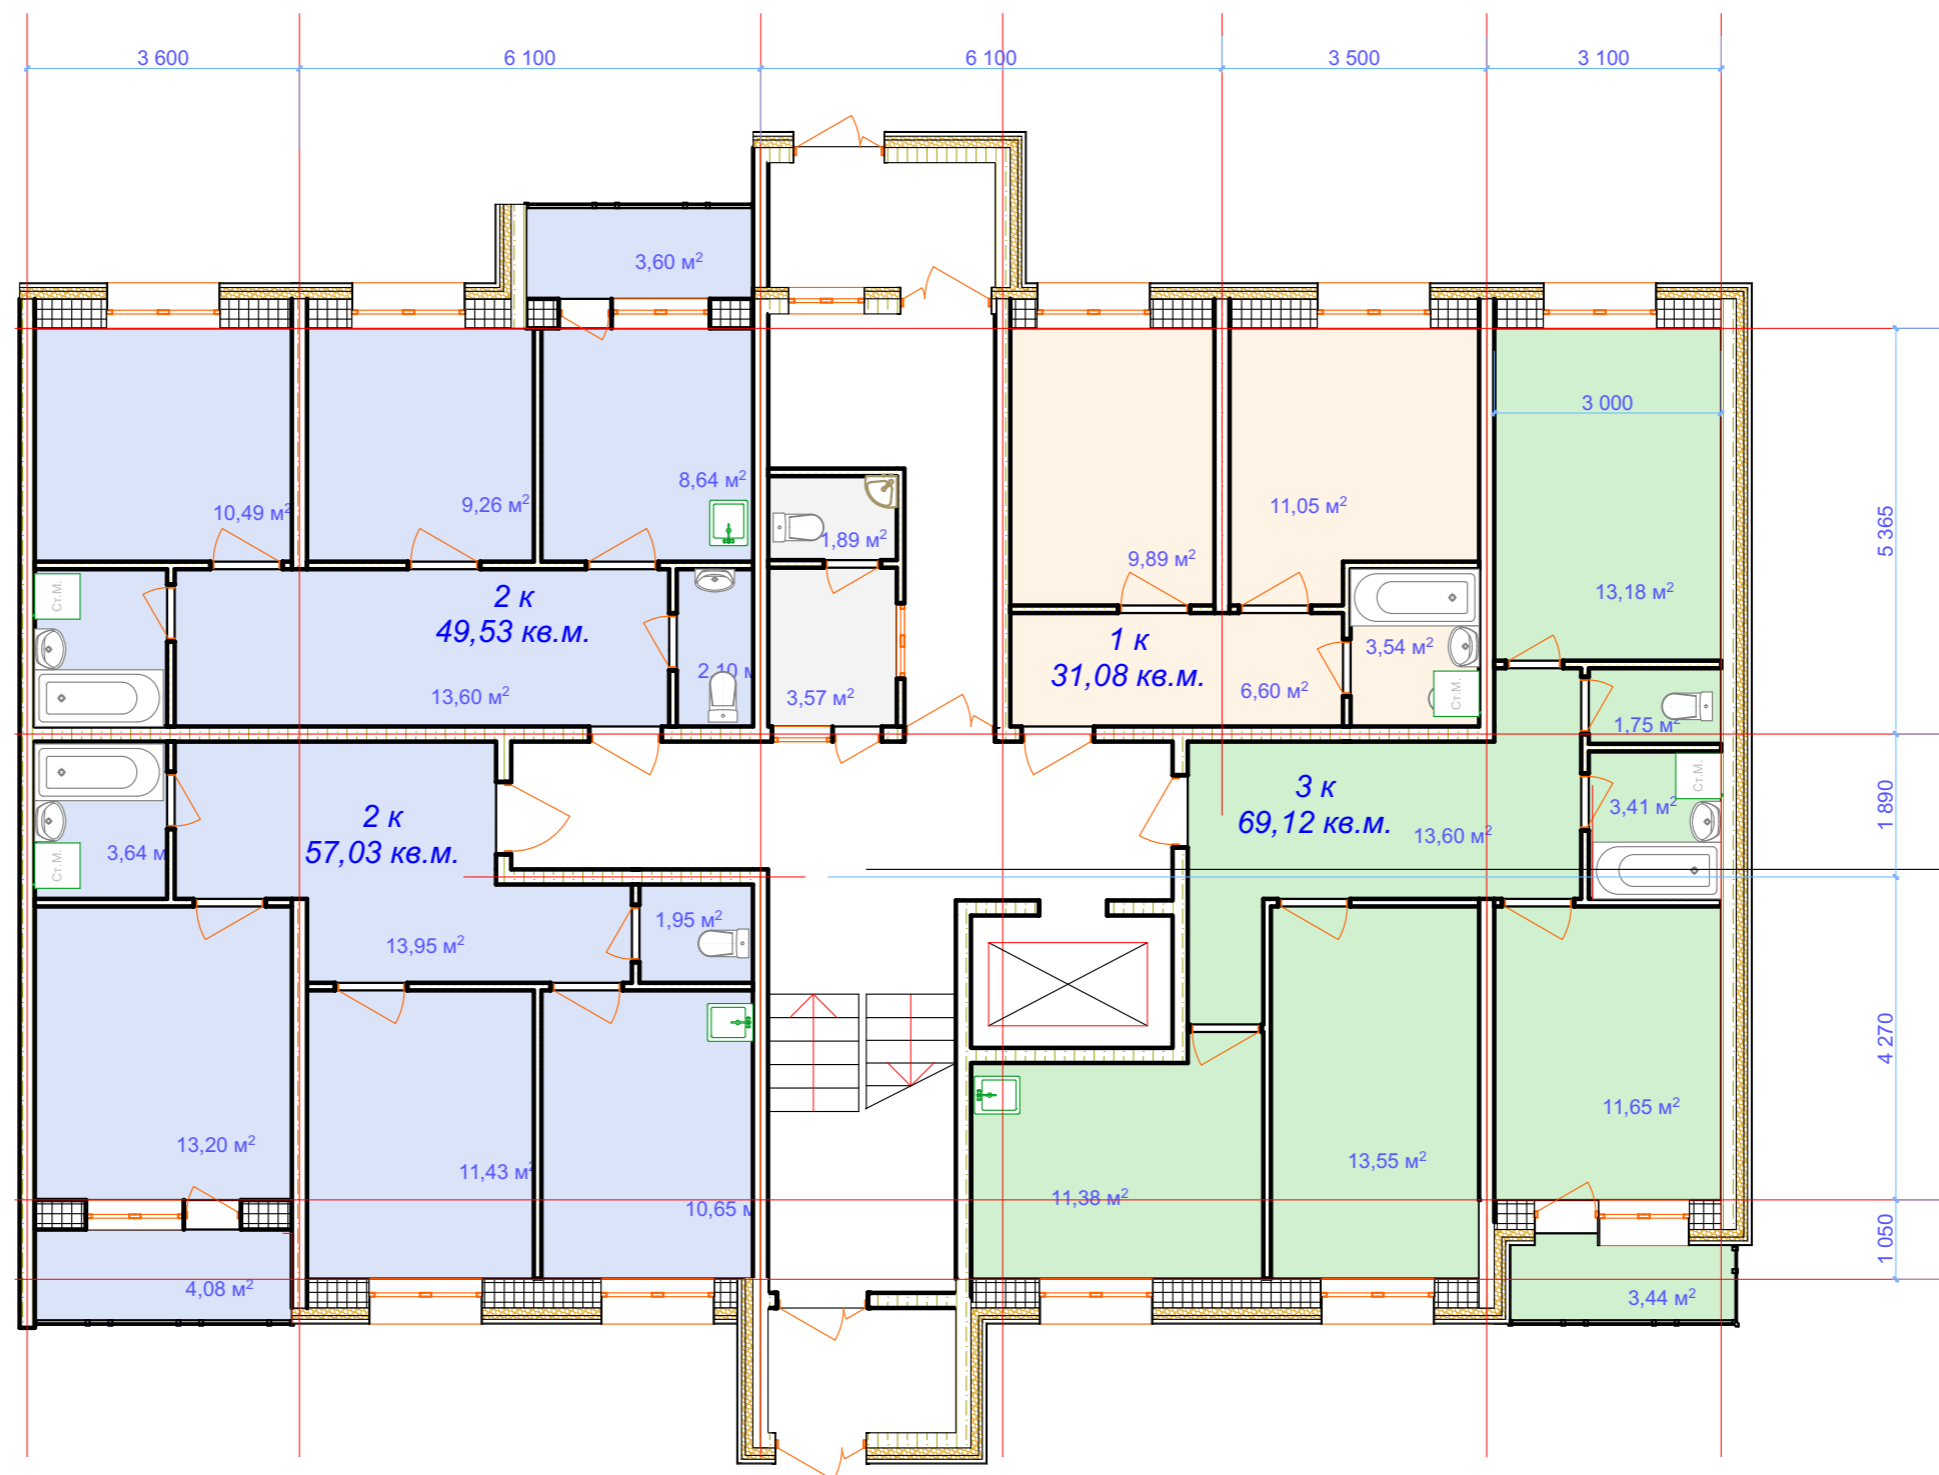 3 600
6 100
6 100
3 500
3 100
3,60 м²
3 000
10,49 м²
9,26 м²
8,64 м²
11,05 м²
5 365
1,89 м²
9,89 м²
13,18 м²
Ст.М.
2 к
49,53 кв.м.
13,60 м²
2,10 м
3,57 м²
1 к
31,08 кв.м.
6,60 м²
3,54 м²
Ст.М.
1,75 м²
Ст.М.
3,41 м²
3 к
69,12 кв.м.
13,60 м²
1 890
2 к
57,03 кв.м.
3,64 м
Ст.М.
13,95 м²
1,95 м²
4 270
13,20 м²
11,43 м²
10,65 м
11,38 м²
13,55 м²
11,65 м²
1 050
4,08 м²
3,44 м²